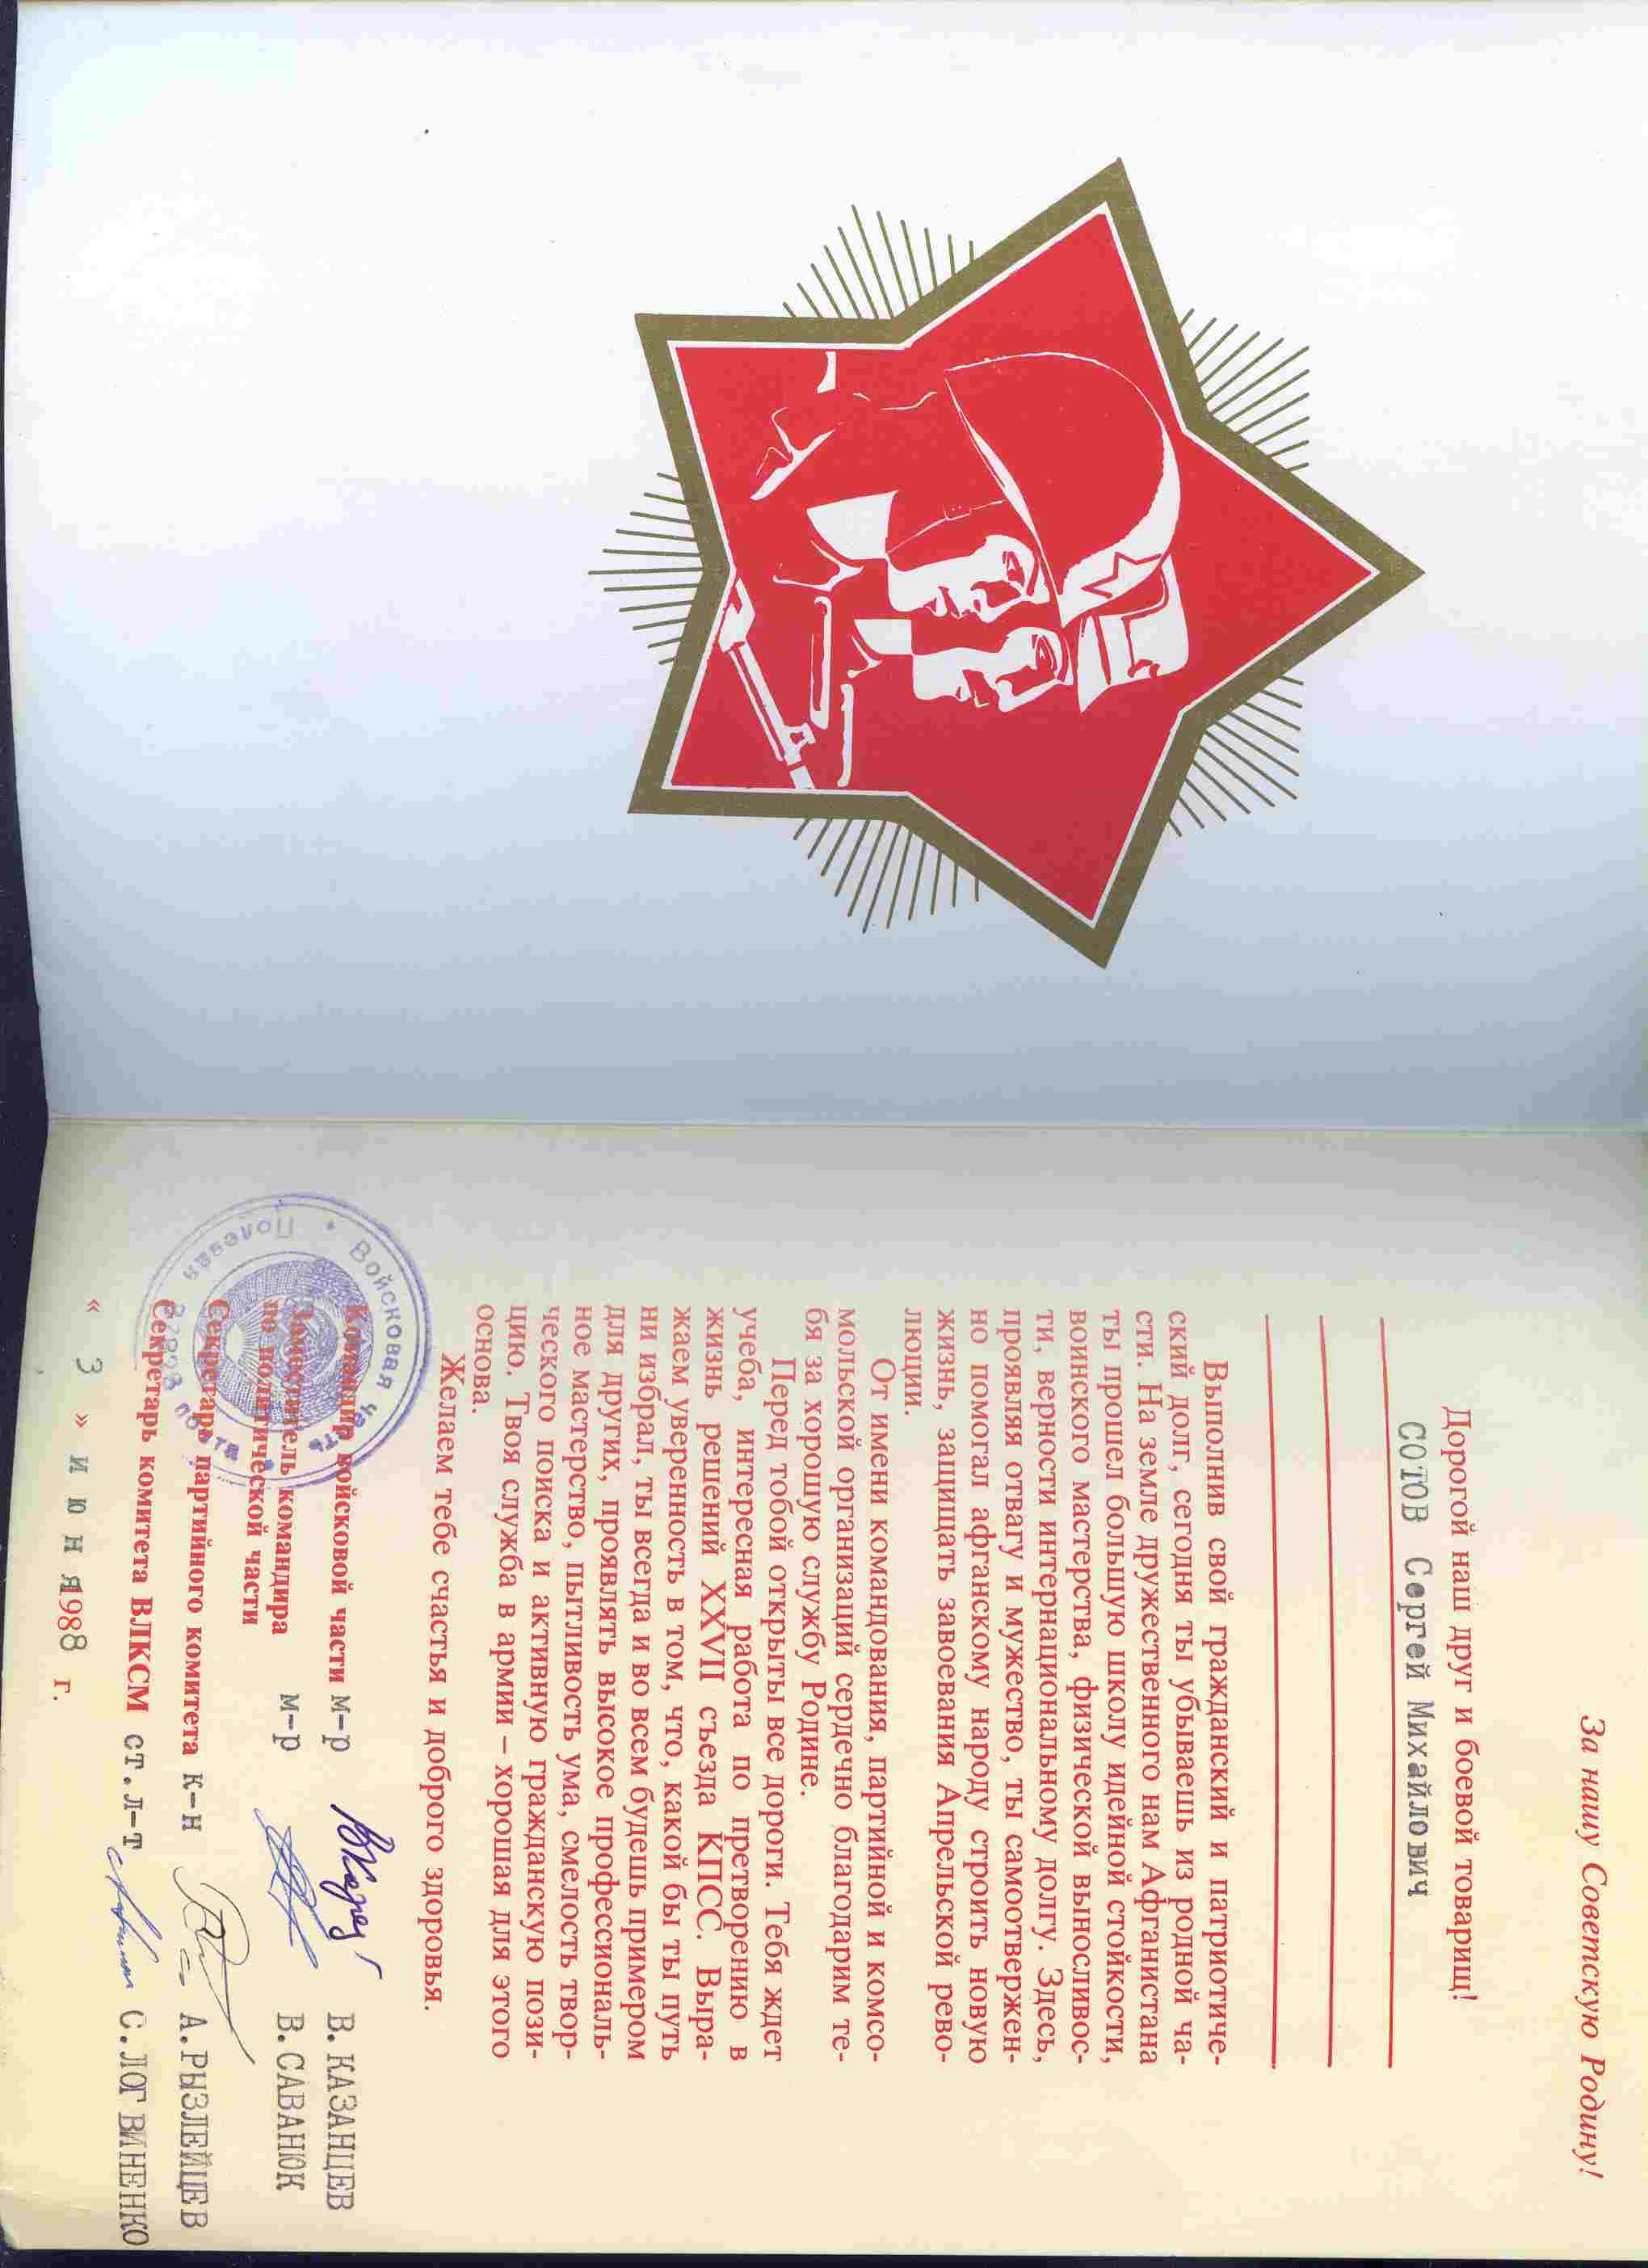 За нашу Советскую Родину!
Дорогой наш друг и боевой товарищ!
СОТОВ Сергей Михайлович
Выполнив свой гражданский и патриотиче-
ский долг, сегодня ты убываешь из родной ча-
сти. На земле дружественного нам Афганистана
ты прошел большую школу идейной стойкости,
воинского мастерства, физической выносливос-
ти, верности интернациональному долгу. Здесь,
проявляя отвагу и мужество, ты самоотвержен-
но помогал афганскому народу строить новую
жизнь, защищать завоевания Апрельской рево-
люции.
От имени командования, партийной и комсо-
мольской организаций сердечно благодарим те-
бя за хорошую службу Родине.
Перед тобой открыты все дороги. Тебя ждет
учеба, интересная работа по претворению в
жизнь решений XXVII съезда КПСС. Выра-
жаем уверенность в том, что, какой бы ты путь
ни избрал, ты всегда и во всем будешь примером
для других, проявлять высокое профессиональ-
ное мастерство, пытливость ума, смелость твор-
ческого поиска и активную гражданскую пози-
цию. Твоя служба в армии – хорошая для этого
основа.
Желаем тебе счастья и доброго здоровья.
Командир войсковой части м-р В. КАЗАНЦЕВ
Заместитель командира
по политической части м-р В. САВАНЮК
Секретарь партийного комитета к-н А. РЫЗЛЕЙЦЕВ
Секретарь комитета ВЛКСМ ст.л-т С. ЛОГВИНЕНКО
« 3 » июня 1988 г.
Войсковая часть
Полевая почта